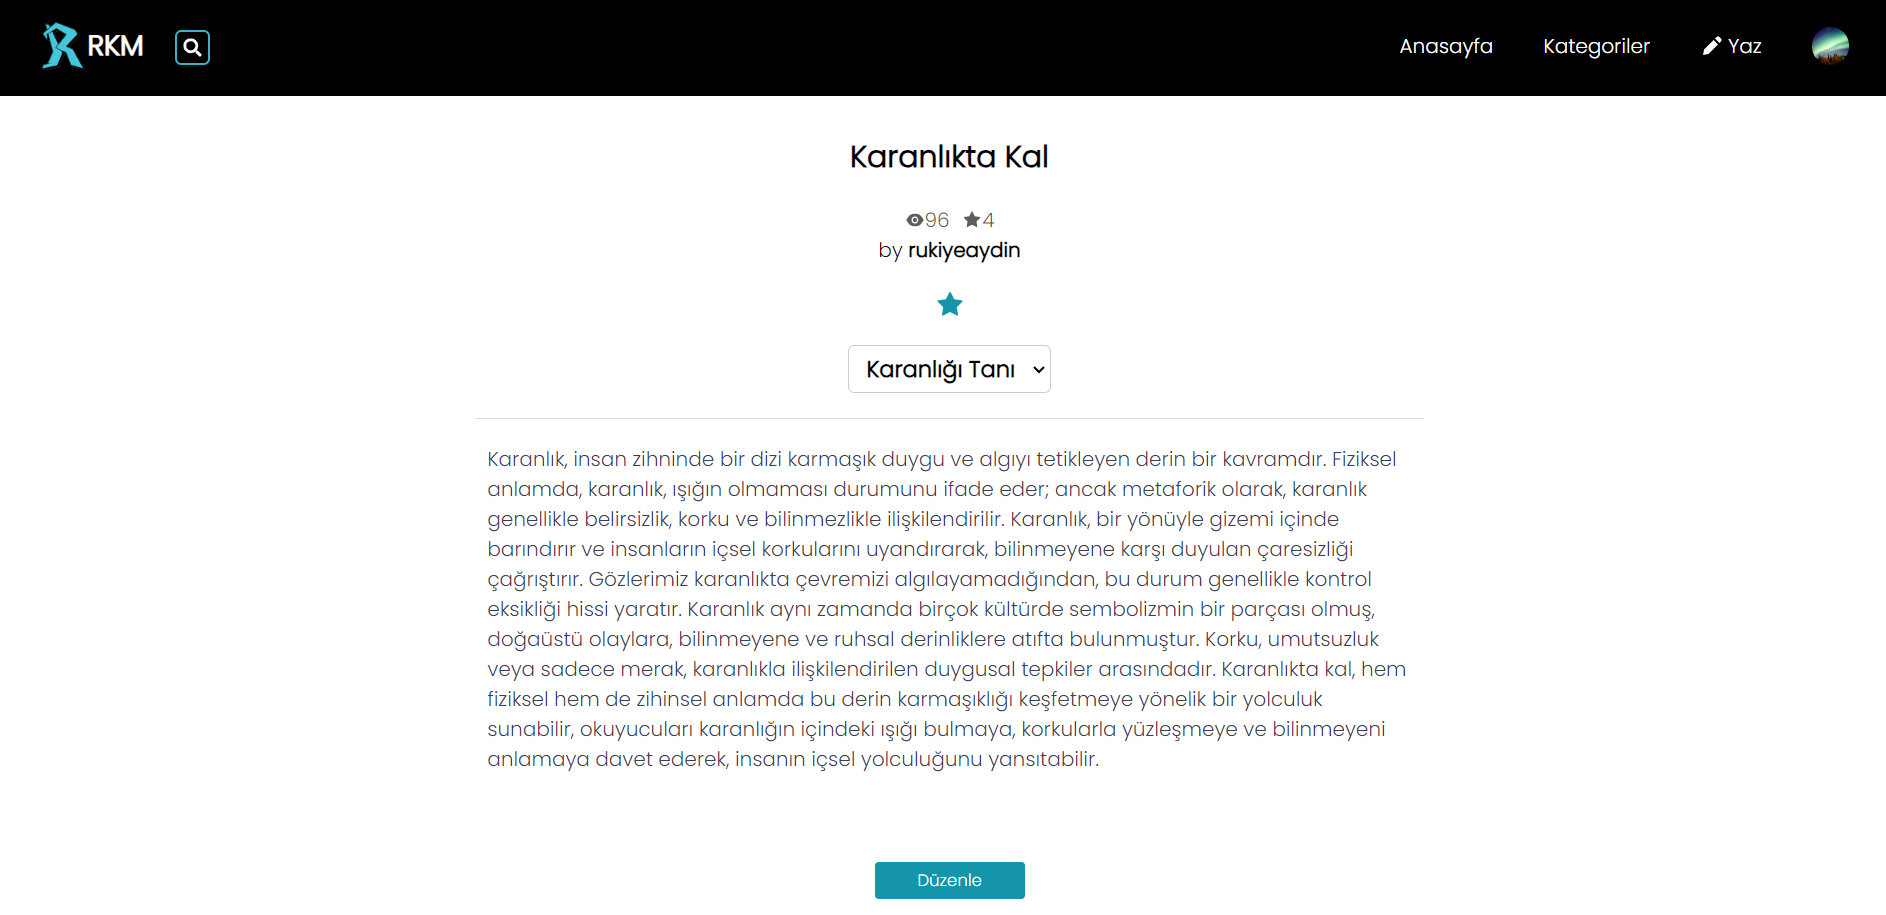 RKM
Anasayfa
Kategoriler
Yaz
Karanlıkta Kal
96 4
by rukiyeaydin
Karanlığı Tanı
Karanlık, insan zihninde bir dizi karmaşık duygu ve algıyı tetikleyen derin bir kavramdır. Fiziksel
anlamda, karanlık, ışığın olmaması durumunu ifade eder; ancak metaforik olarak, karanlık
genellikle belirsizlik, korku ve bilinmezlikle ilişkilendirilir. Karanlık, bir yönüyle gizemi içinde
barındırır ve insanların içsel korkularını uyandırarak, bilinmeyene karşı duyulan çaresizliği
çağrıştırır. Gözlerimiz karanlıkta çevremizi algılayamadığından, bu durum genellikle kontrol
eksikliği hissi yaratır. Karanlık aynı zamanda birçok kültürde sembolizmin bir parçası olmuş,
doğaüstü olaylara, bilinmeyene ve ruhsal derinliklere atıfta bulunmuştur. Korku, umutsuzluk
veya sadece merak, karanlıkla ilişkilendirilen duygusal tepkiler arasındadır. Karanlıkta kal, hem
fiziksel hem de zihinsel anlamda bu derin karmaşıklığı keşfetmeye yönelik bir yolculuk
sunabilir, okuyucuları karanlığın içindeki ışığı bulmaya, korkularla yüzleşmeye ve bilinmeyeni
anlamaya davet ederek, insanın içsel yolculuğunu yansıtabilir.
Düzenle